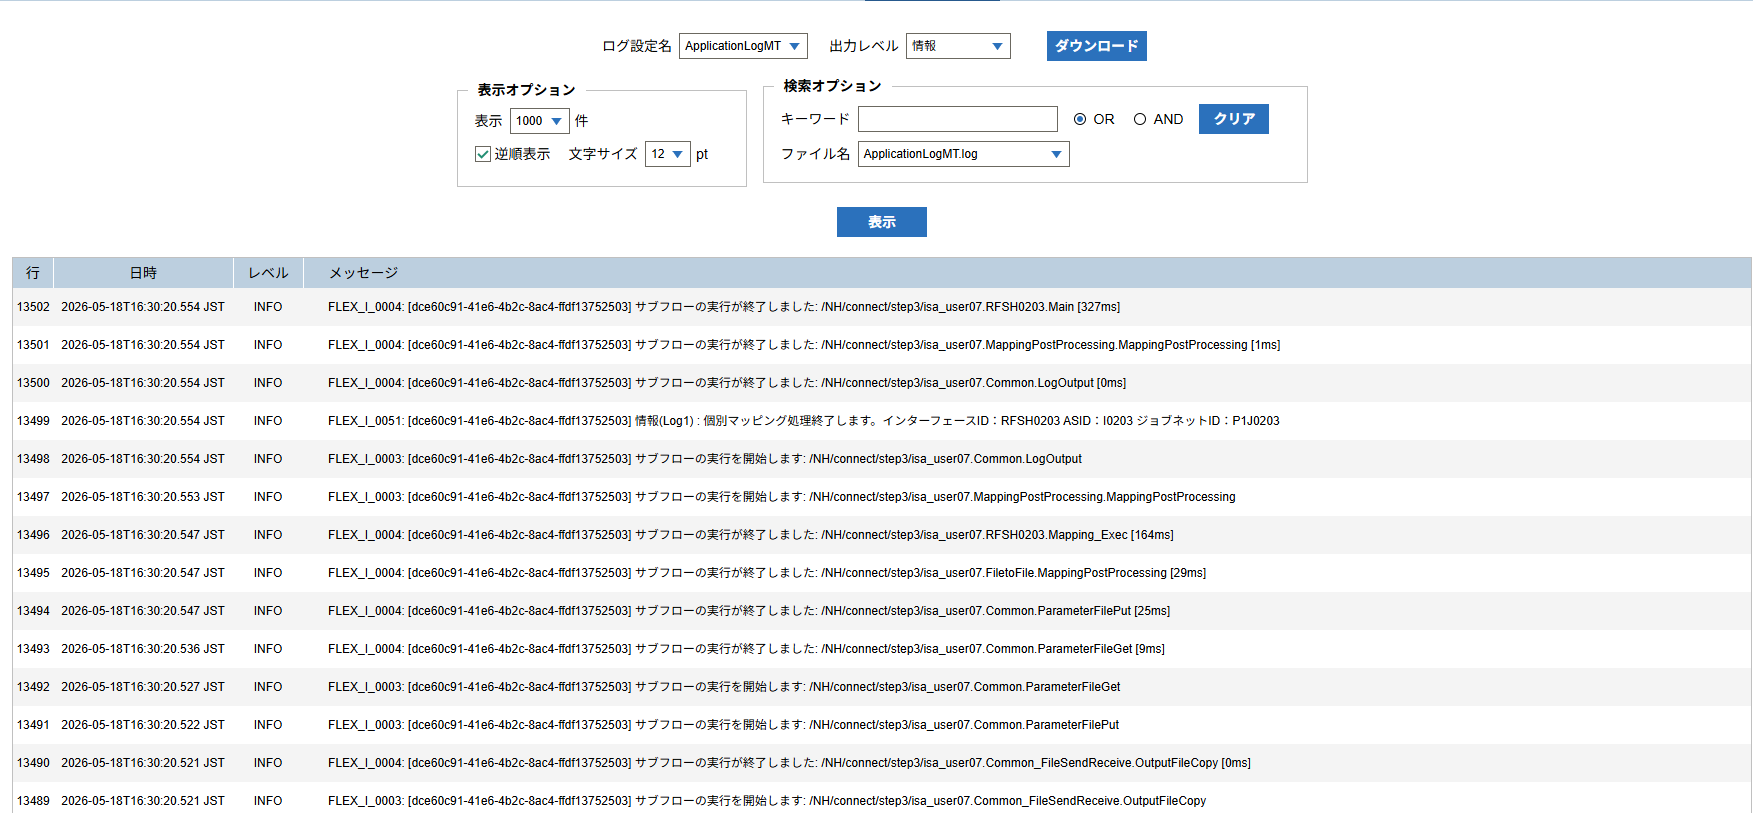 ログ設定名 ApplicationLogMT 出力レベル 情報 ダウンロード
表示オプション
表示 1000 件
逆順表示 文字サイズ 12 pt
検索オプション
キーワード OR AND クリア
ファイル名 ApplicationLogMT.log
表示
行 日時 レベル メッセージ
13502 2026-05-18T16:30:20.554 JST INFO FLEX_I_0004: [dce60c91-41e6-4b2c-8ac4-ffdf13752503] サブフローの実行が終了しました: /NH/connect/step3/isa_user07.RFSH0203.Main [327ms]
13501 2026-05-18T16:30:20.554 JST INFO FLEX_I_0004: [dce60c91-41e6-4b2c-8ac4-ffdf13752503] サブフローの実行が終了しました: /NH/connect/step3/isa_user07.MappingPostProcessing.MappingPostProcessing [1ms]
13500 2026-05-18T16:30:20.554 JST INFO FLEX_I_0004: [dce60c91-41e6-4b2c-8ac4-ffdf13752503] サブフローの実行が終了しました: /NH/connect/step3/isa_user07.Common.LogOutput [0ms]
13499 2026-05-18T16:30:20.554 JST INFO FLEX_I_0051: [dce60c91-41e6-4b2c-8ac4-ffdf13752503] 情報(Log1) : 個別マッピング処理終了します。インターフェースID：RFSH0203 ASID：I0203 ジョブネットID：P1J0203
13498 2026-05-18T16:30:20.554 JST INFO FLEX_I_0003: [dce60c91-41e6-4b2c-8ac4-ffdf13752503] サブフローの実行を開始します: /NH/connect/step3/isa_user07.Common.LogOutput
13497 2026-05-18T16:30:20.553 JST INFO FLEX_I_0003: [dce60c91-41e6-4b2c-8ac4-ffdf13752503] サブフローの実行を開始します: /NH/connect/step3/isa_user07.MappingPostProcessing.MappingPostProcessing
13496 2026-05-18T16:30:20.547 JST INFO FLEX_I_0004: [dce60c91-41e6-4b2c-8ac4-ffdf13752503] サブフローの実行が終了しました: /NH/connect/step3/isa_user07.RFSH0203.Mapping_Exec [164ms]
13495 2026-05-18T16:30:20.547 JST INFO FLEX_I_0004: [dce60c91-41e6-4b2c-8ac4-ffdf13752503] サブフローの実行が終了しました: /NH/connect/step3/isa_user07.FiletoFile.MappingPostProcessing [29ms]
13494 2026-05-18T16:30:20.547 JST INFO FLEX_I_0004: [dce60c91-41e6-4b2c-8ac4-ffdf13752503] サブフローの実行が終了しました: /NH/connect/step3/isa_user07.Common.ParameterFilePut [25ms]
13493 2026-05-18T16:30:20.536 JST INFO FLEX_I_0004: [dce60c91-41e6-4b2c-8ac4-ffdf13752503] サブフローの実行が終了しました: /NH/connect/step3/isa_user07.Common.ParameterFileGet [9ms]
13492 2026-05-18T16:30:20.527 JST INFO FLEX_I_0003: [dce60c91-41e6-4b2c-8ac4-ffdf13752503] サブフローの実行を開始します: /NH/connect/step3/isa_user07.Common.ParameterFileGet
13491 2026-05-18T16:30:20.522 JST INFO FLEX_I_0003: [dce60c91-41e6-4b2c-8ac4-ffdf13752503] サブフローの実行を開始します: /NH/connect/step3/isa_user07.Common.ParameterFilePut
13490 2026-05-18T16:30:20.521 JST INFO FLEX_I_0004: [dce60c91-41e6-4b2c-8ac4-ffdf13752503] サブフローの実行が終了しました: /NH/connect/step3/isa_user07.Common_FileSendReceive.OutputFileCopy [0ms]
13489 2026-05-18T16:30:20.521 JST INFO FLEX_I_0003: [dce60c91-41e6-4b2c-8ac4-ffdf13752503] サブフローの実行を開始します: /NH/connect/step3/isa_user07.Common_FileSendReceive.OutputFileCopy